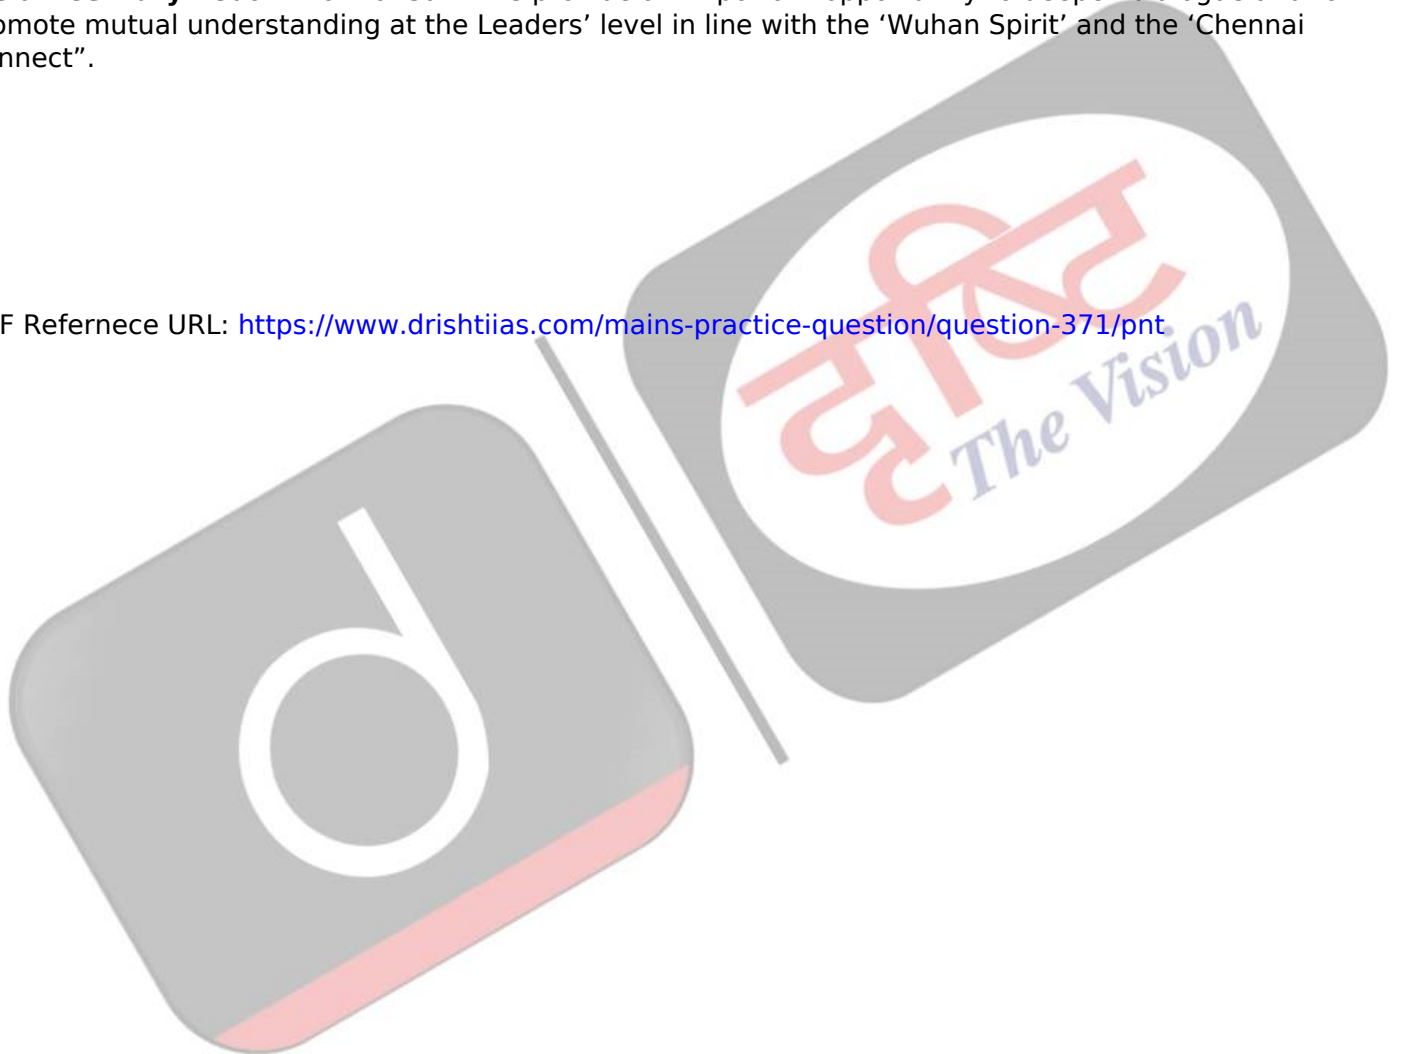 omote mutual understanding at the Leaders’ level in line with the ‘Wuhan Spirit’ and the ‘Chennai
nnect”.
F Refernece URL: https://www.drishtiias.com/mains-practice-question/question-371/pnt
दृष्टि
The Vision
d